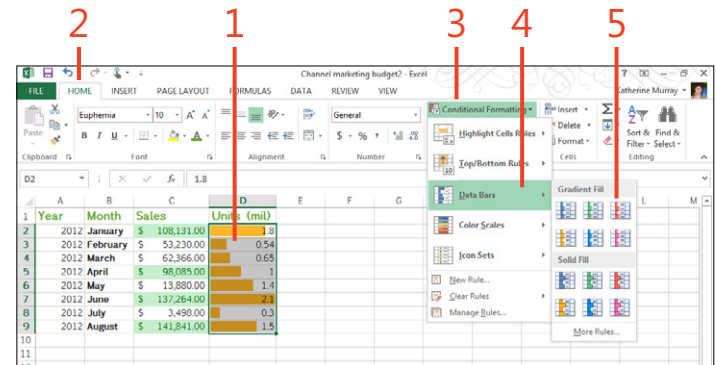 2 1 3 4 5
Channel marketing budget2 - Excel
FILE HOME INSERT PAGE LAYOUT FORMULAS DATA REVIEW VIEW Catherine Murray
Paste
Euphemia 10 A A
B I U A
General
$ % ,
Conditional Formatting
Insert
Delete
Format
Sort & Find &
Filter Select
Clipboard Font Alignment Number Cells Editing
D2 fx 1.8
A B C D E F G L M
1 Year Month Sales Units (mil)
2 2012 January $ 108,131.00 1.8
3 2012 February $ 53,230.00 0.54
4 2012 March $ 62,366.00 0.65
5 2012 April $ 98,085.00 1
6 2012 May $ 13,880.00 1.4
7 2012 June $ 137,264.00 2.1
8 2012 July $ 3,498.00 0.3
9 2012 August $ 141,841.00 1.5
10
11
Highlight Cells Rules
Top/Bottom Rules
Data Bars
Color Scales
Icon Sets
New Rule...
Clear Rules
Manage Rules...
Gradient Fill
Solid Fill
More Rules...